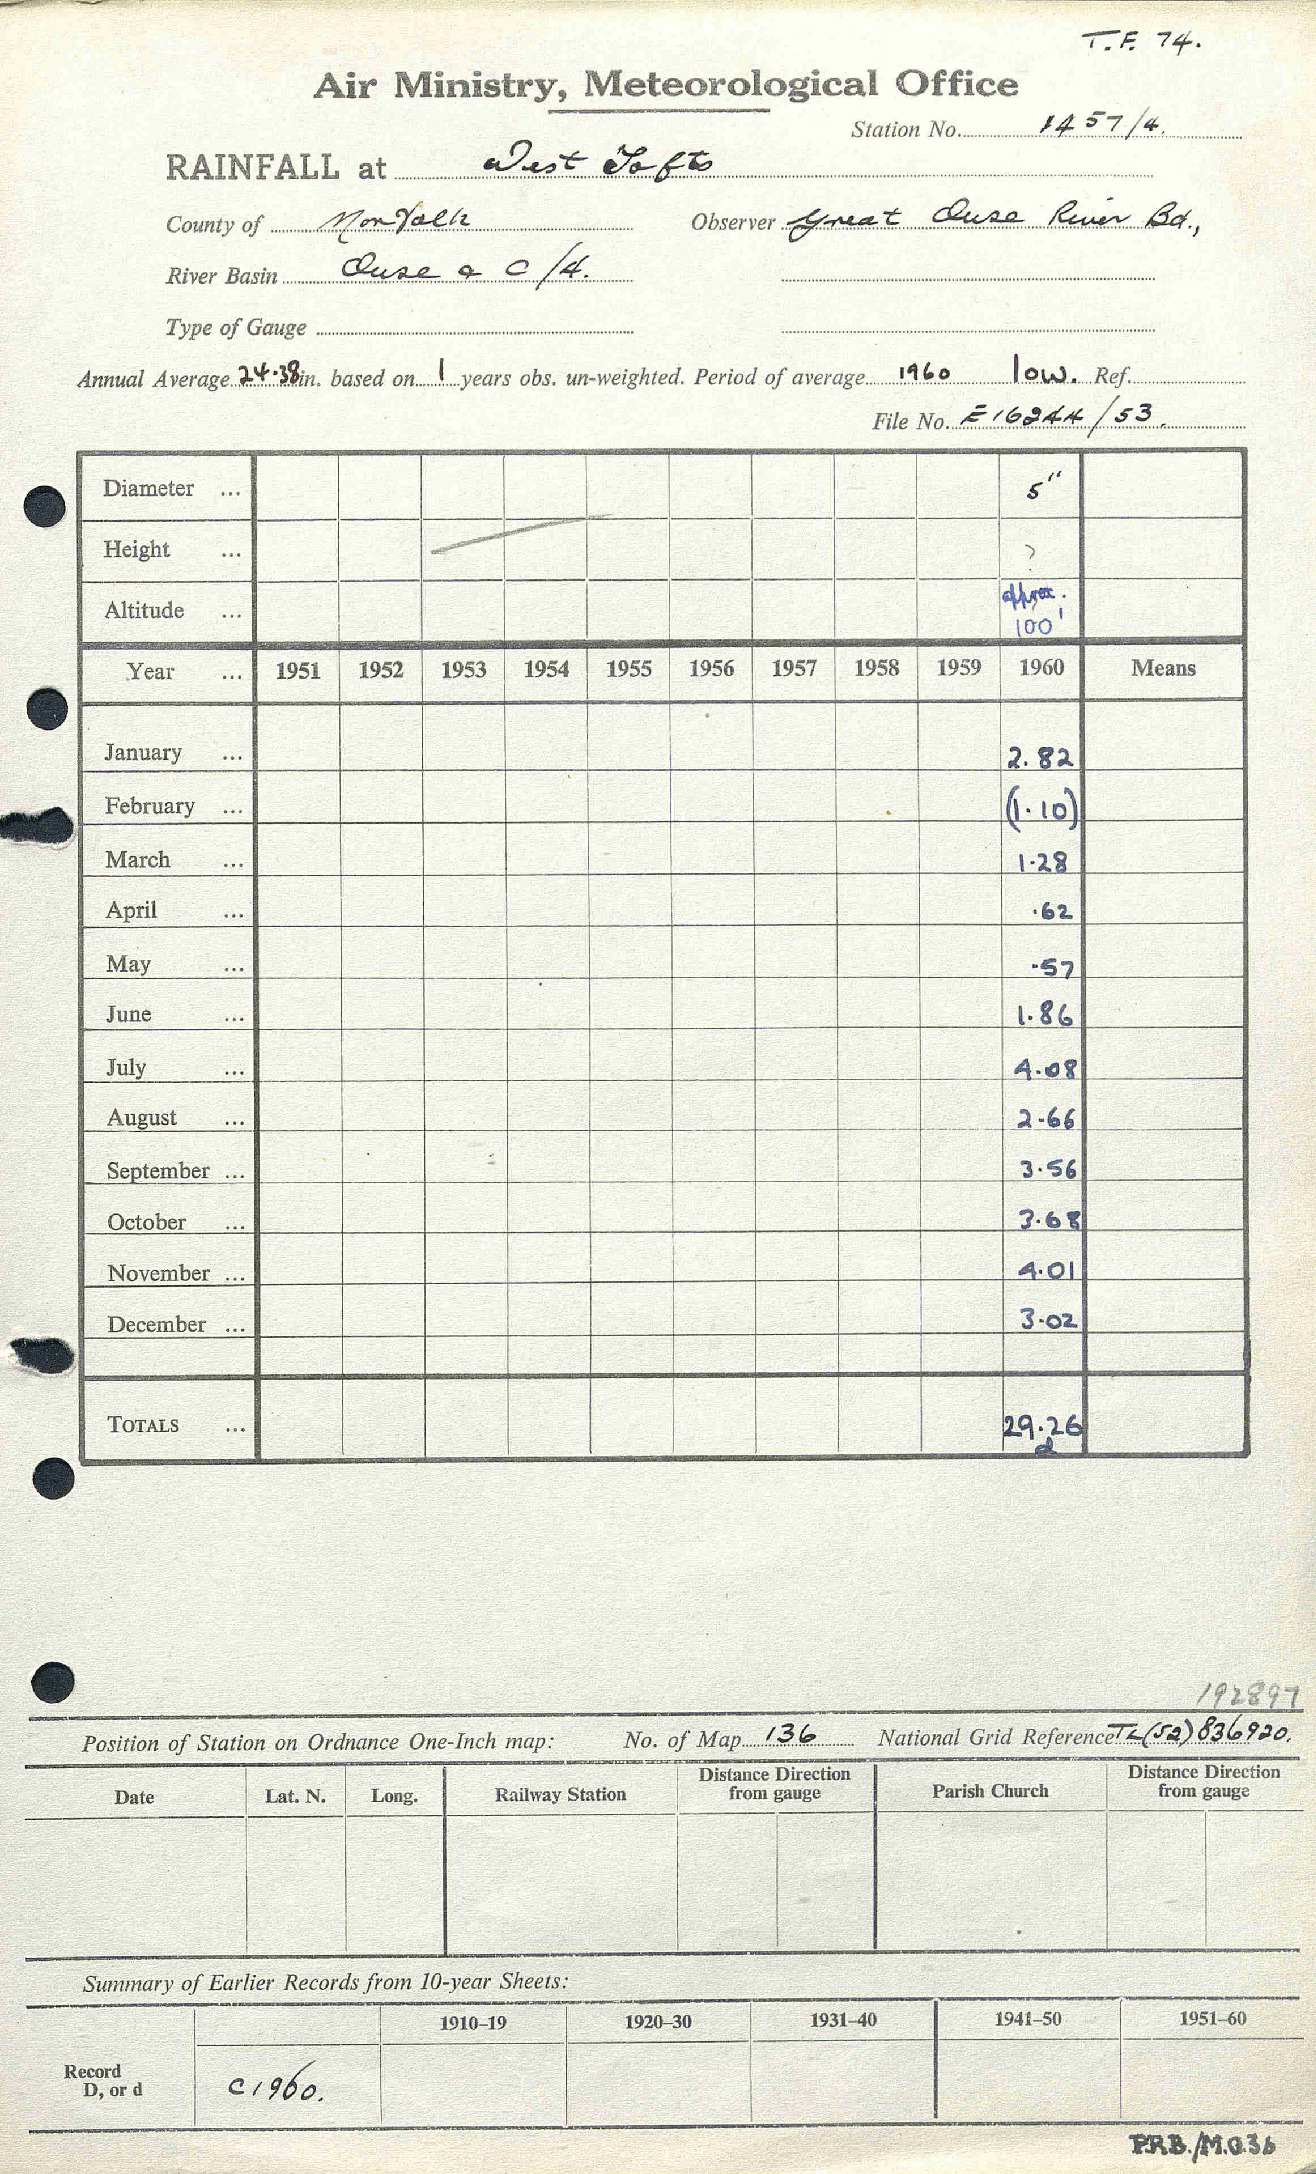 T.F. 74.
Air Ministry, Meteorological Office
Station No. 1457/4.
RAINFALL at West Tofts
County of Norfolk Observer Great Ouse River Bd.,
River Basin Ouse & C/4.
Type of Gauge
Annual Average 24.38 in. based on 1 years obs. un-weighted. Period of average 1960 low. Ref.
File No. E16244/53.
Diameter ... 5"
Height ... ?
Altitude ... approx. 100'
Year ... 1951 1952 1953 1954 1955 1956 1957 1958 1959 1960 Means
January ... 2.82
February ... (1.10)
March ... 1.28
April ... .62
May ... .57
June ... 1.86
July ... 4.08
August ... 2.66
September ... 3.56
October ... 3.68
November ... 4.01
December ... 3.02
TOTALS ... 29.26
d
192897
Position of Station on Ordnance One-Inch map: No. of Map 136 National Grid Reference TL(52)836920.
Date Lat. N. Long. Railway Station Distance Direction from gauge Parish Church Distance Direction from gauge
Summary of Earlier Records from 10-year Sheets:
1910–19 1920–30 1931–40 1941–50 1951–60
Record D, or d C1960.
P.R.B./M.O.36